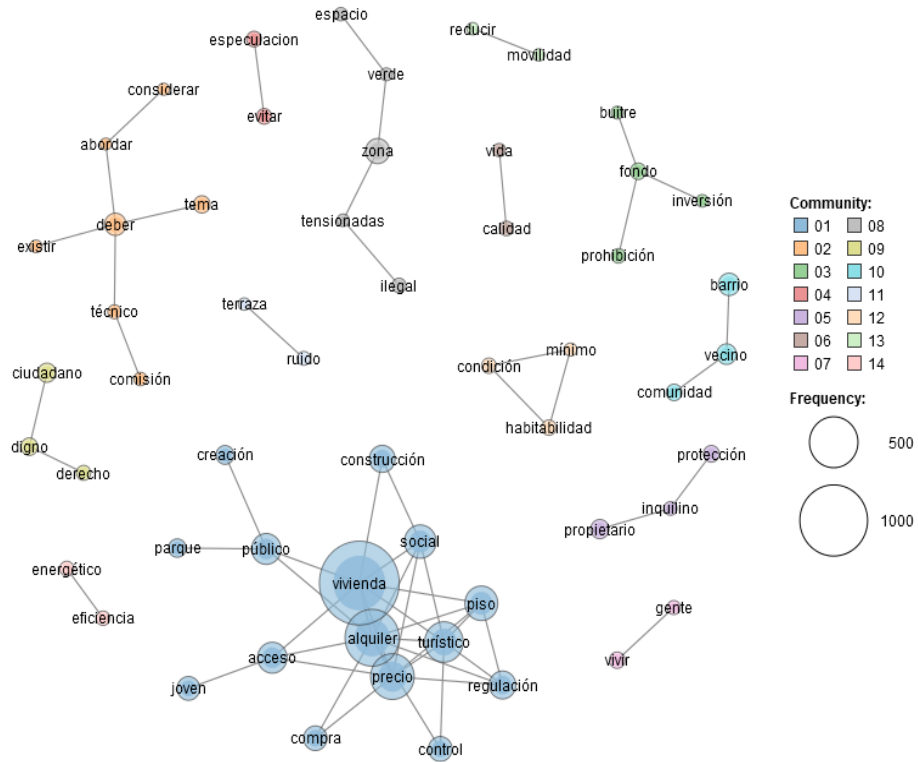 espacio
reducir
especulacion
movilidad
verde
considerar
buitre
evitar
abordar
zona
vida
fondo
inversión
tema
deber
tensionadas
calidad
existir
prohibición
ilegal
barrio
terraza
técnico
ruido
mínimo
vecino
condición
ciudadano
comisión
comunidad
habitabilidad
digno
derecho
creación
construcción
protección
inquilino
propietario
parque
público
social
energético
vivienda
piso
gente
eficiencia
alquiler
turístico
acceso
vivir
precio
joven
regulación
compra
control
Community:
01 08
02 09
03 10
04 11
05 12
06 13
07 14
Frequency:
500
1000